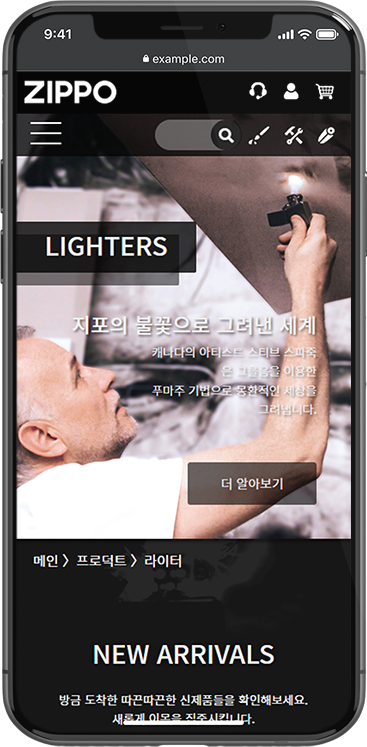 9:41
example.com
ZIPPO
LIGHTERS
지포의 불꽃으로 그려낸 세계
캐나다의 아티스트 스티브 스파죽
은 그을음을 이용한
푸마주 기법으로 몽환적인 세상을
그려냅니다.
더 알아보기
메인 〉 프로덕트 〉 라이터
NEW ARRIVALS
방금 도착한 따끈따끈한 신제품들을 확인해보세요.
새롭게 이목을 집중시킵니다.